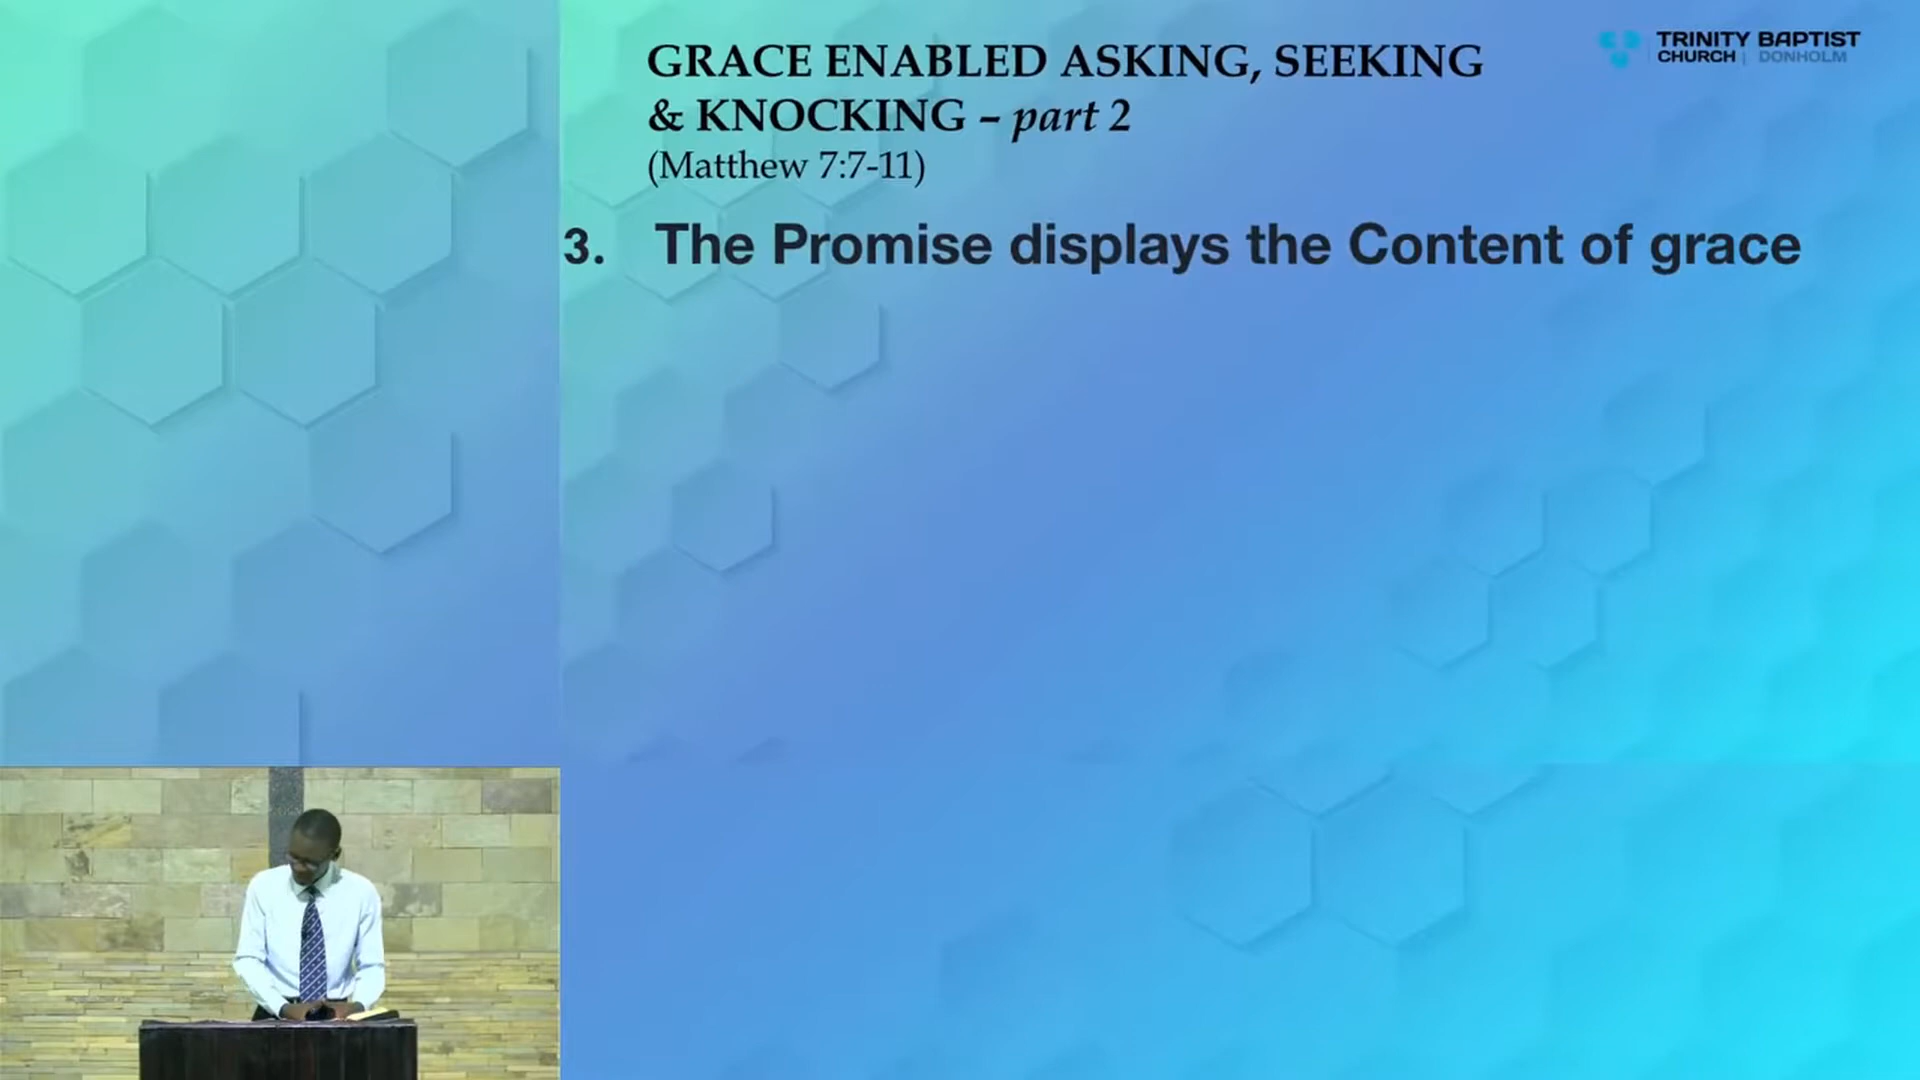 GRACE ENABLED ASKING, SEEKING
& KNOCKING – part 2
(Matthew 7:7-11)
TRINITY BAPTIST
CHURCH | DONHOLM
3. The Promise displays the Content of grace